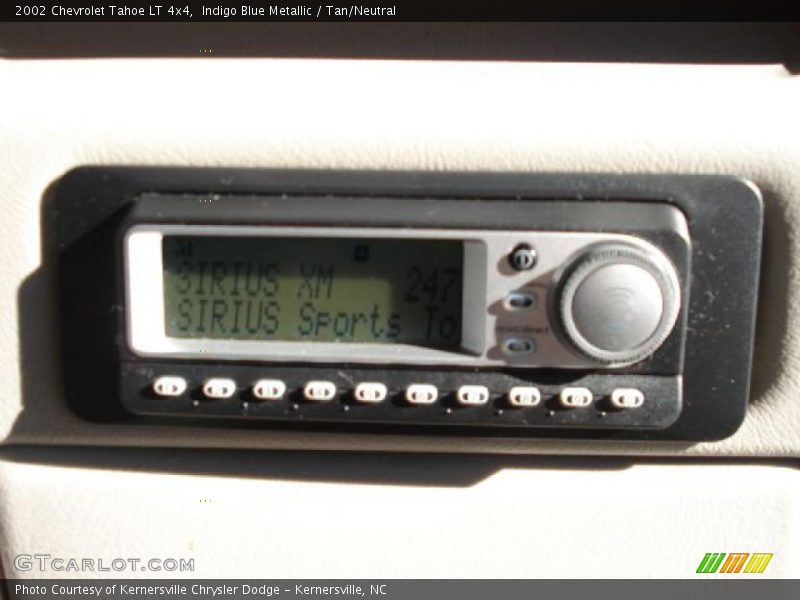 2002 Chevrolet Tahoe LT 4x4, Indigo Blue Metallic / Tan/Neutral
SIRIUS XM 247
SIRIUS Sports To
GTCARLOT.COM
Photo Courtesy of Kernersville Chrysler Dodge - Kernersville, NC